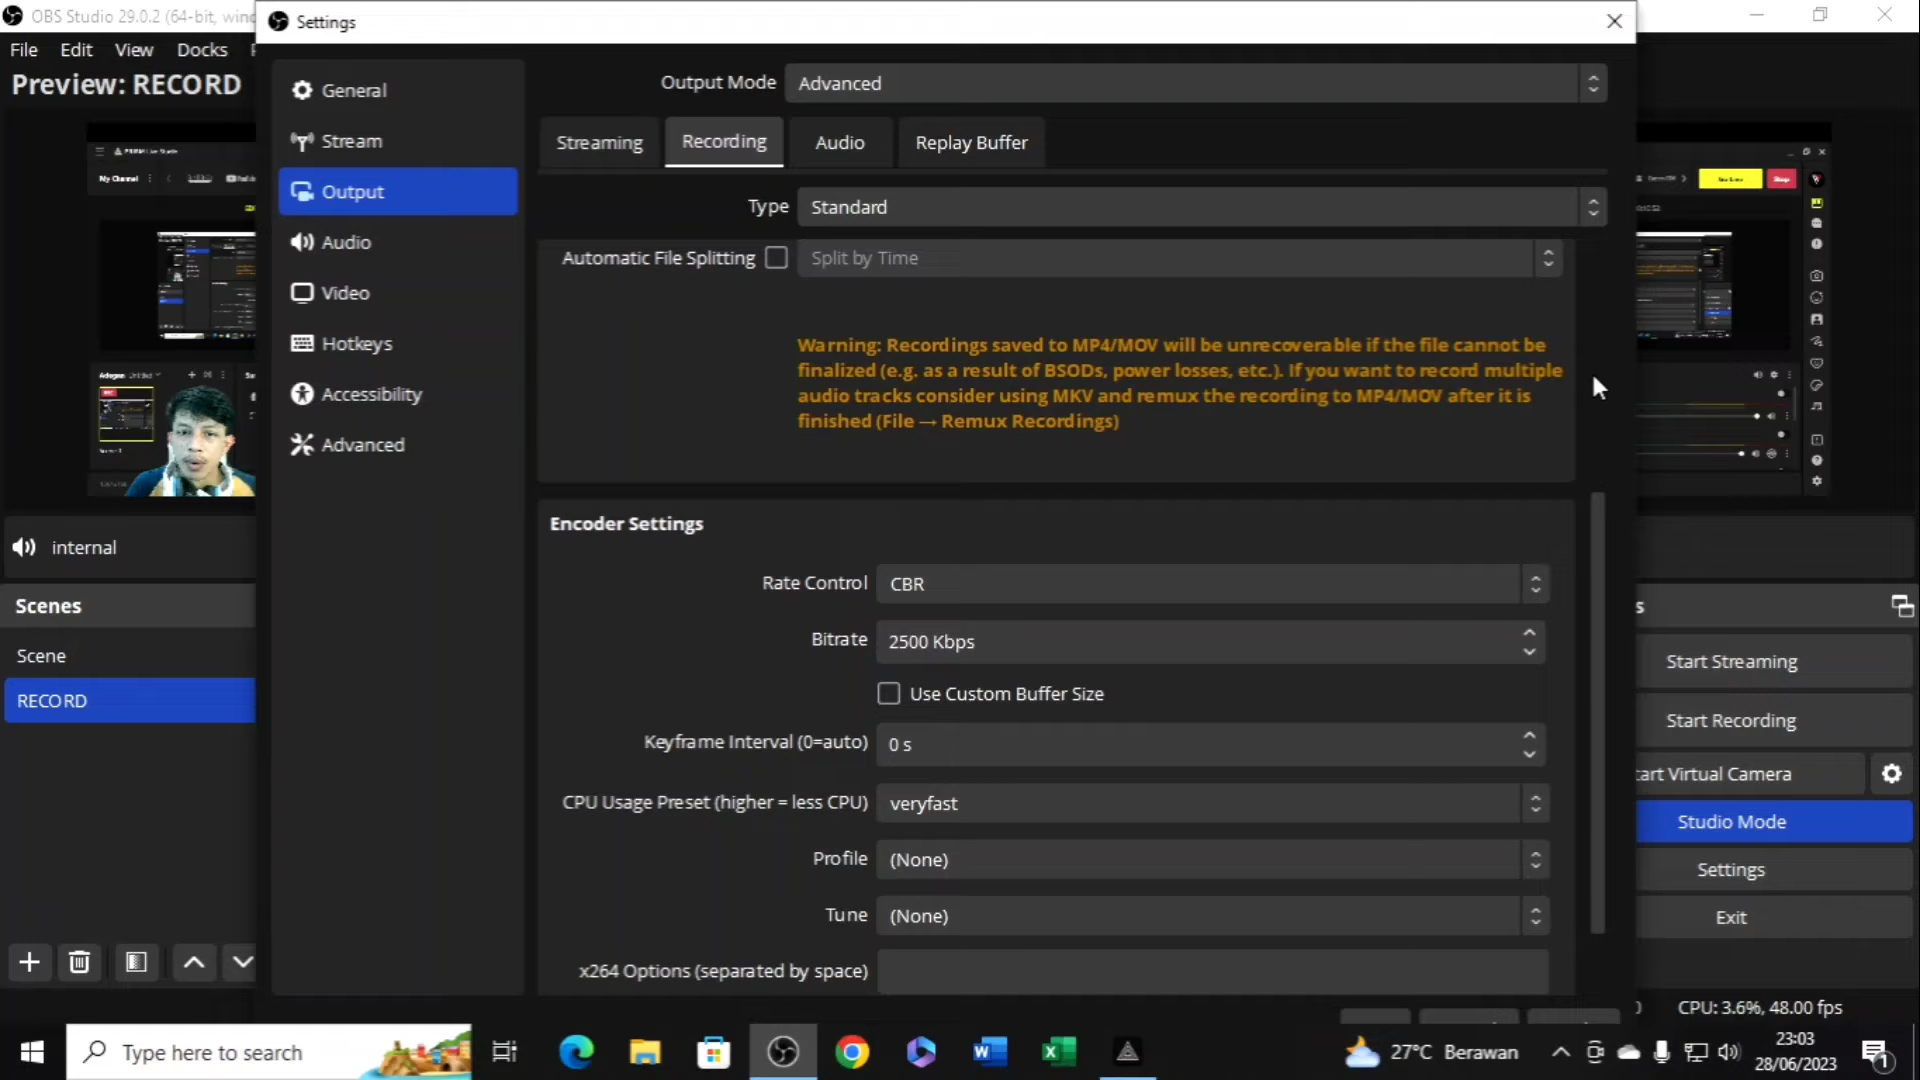 OBS Studio 29.0.2 (64-bit, wind
Settings
File Edit View Docks
Preview: RECORD
My Channel
General
Stream
Output
Audio
Video
Hotkeys
Accessibility
Advanced
Output Mode Advanced
Streaming Recording Audio Replay Buffer
Type Standard
Automatic File Splitting Split by Time
Warning: Recordings saved to MP4/MOV will be unrecoverable if the file cannot be
finalized (e.g. as a result of BSODs, power losses, etc.). If you want to record multiple
audio tracks consider using MKV and remux the recording to MP4/MOV after it is
finished (File → Remux Recordings)
Encoder Settings
Rate Control CBR
Bitrate 2500 Kbps
Use Custom Buffer Size
Keyframe Interval (0=auto) 0 s
CPU Usage Preset (higher = less CPU) veryfast
Profile (None)
Tune (None)
x264 Options (separated by space)
internal
Scenes
Scene
RECORD
s
Start Streaming
Start Recording
tart Virtual Camera
Studio Mode
Settings
Exit
CPU: 3.6%, 48.00 fps
Type here to search
27°C Berawan
23:03
28/06/2023
1